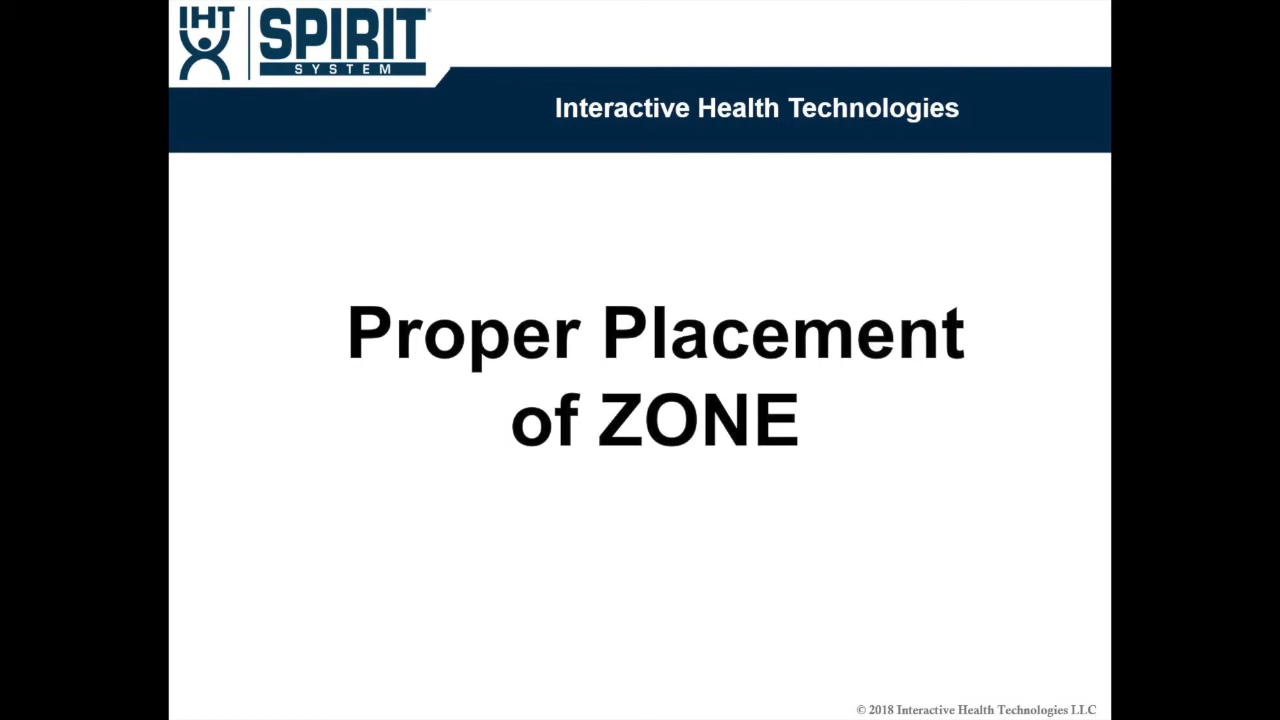 IHT
SPIRIT®
SYSTEM
Interactive Health Technologies
Proper Placement
of ZONE
© 2018 Interactive Health Technologies LLC